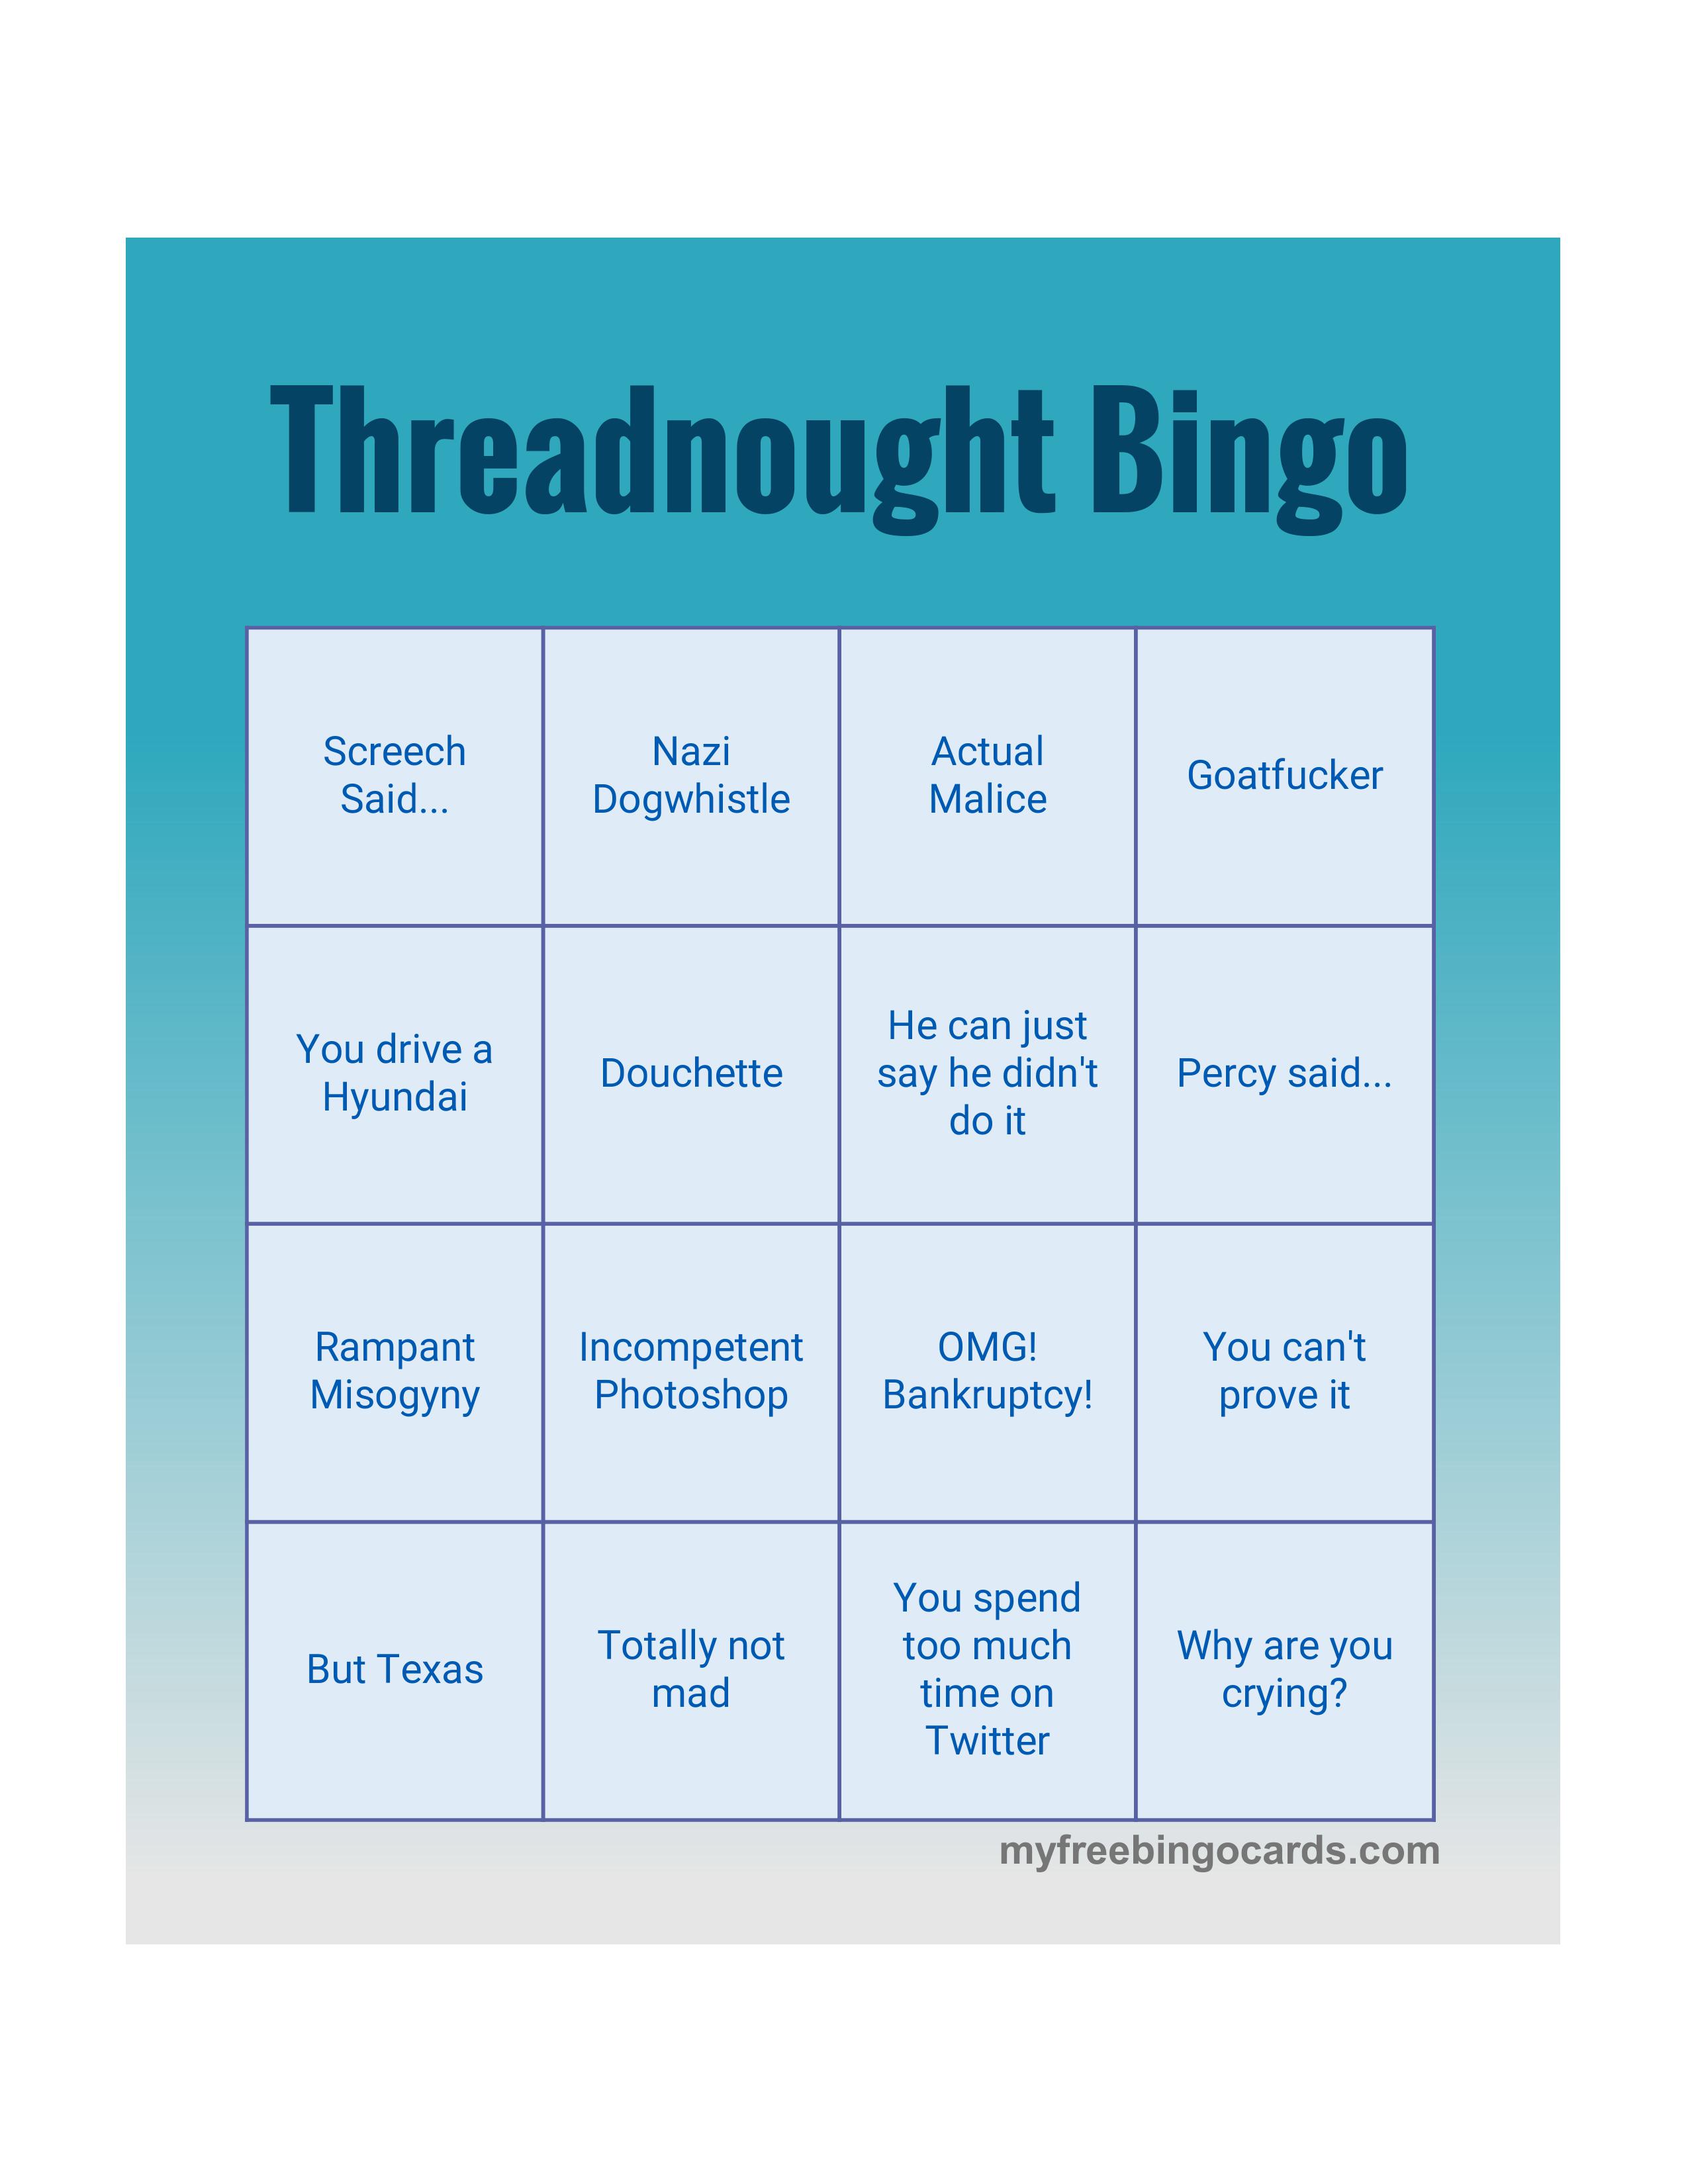 Threadnought Bingo
Screech
Said...
Nazi
Dogwhistle
Actual
Malice
Goatfucker
You drive a
Hyundai
Douchette
He can just
say he didn't
do it
Percy said...
Rampant
Misogyny
Incompetent
Photoshop
OMG!
Bankruptcy!
You can't
prove it
But Texas
Totally not
mad
You spend
too much
time on
Twitter
Why are you
crying?
myfreebingocards.com